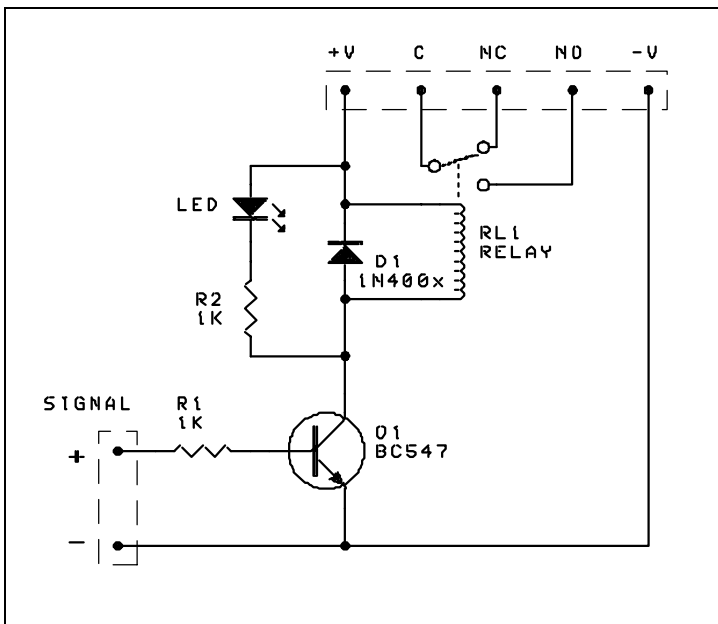 +V C NC NO -V
LED
RL1
RELAY
D1
1N400x
R2
1K
SIGNAL
R1
1K
Q1
BC547
+
-